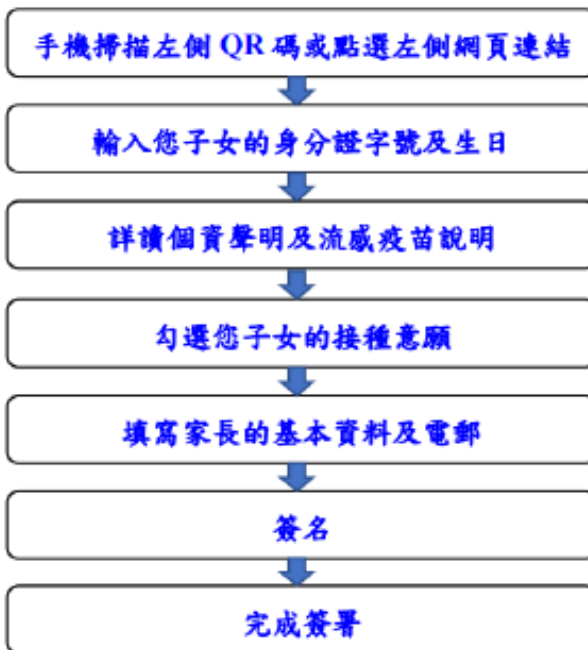 手機掃描左側 QR 碼或點選左側網頁連結
輸入您子女的身分證字號及生日
詳讀個資聲明及流感疫苗說明
勾選您子女的接種意願
填寫家長的基本資料及電郵
簽名
完成簽署